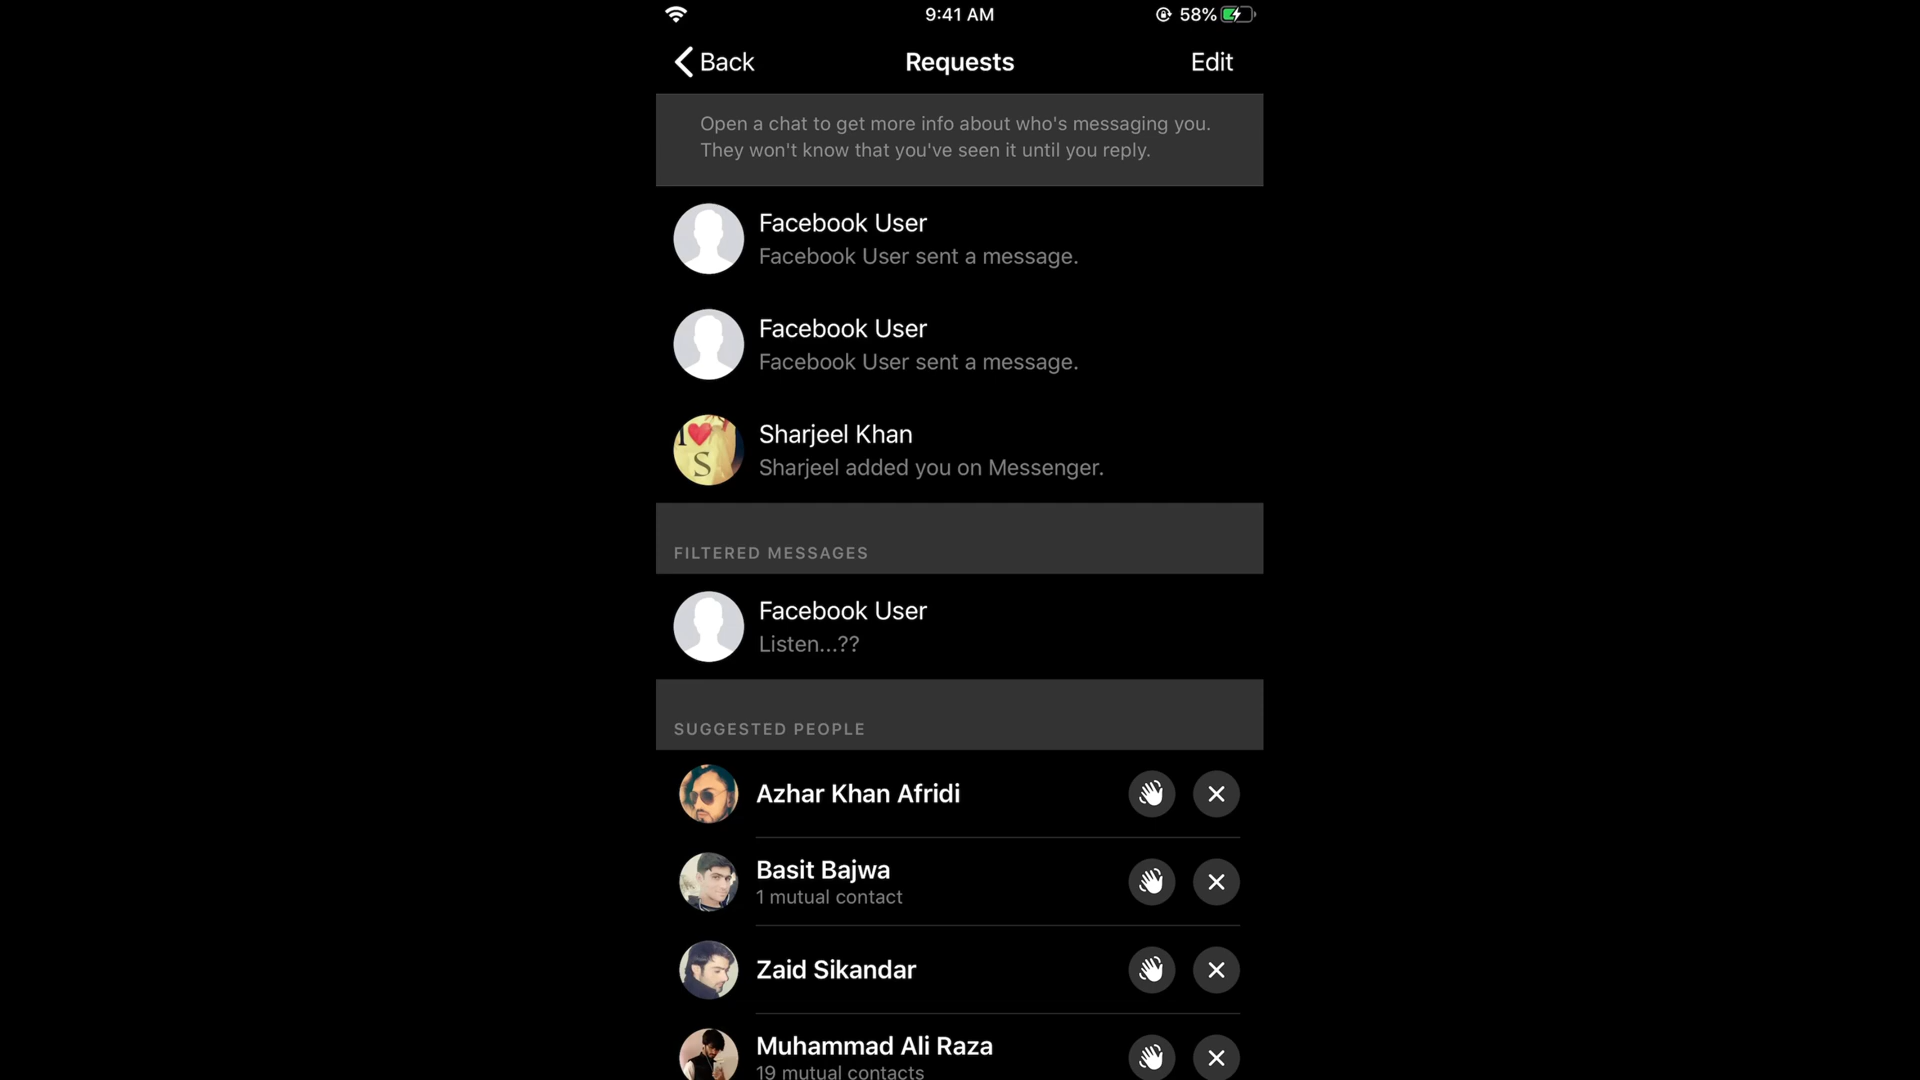 9:41 AM
58%
Back
Requests
Edit
Open a chat to get more info about who's messaging you.
They won't know that you've seen it until you reply.
Facebook User
Facebook User sent a message.
Facebook User
Facebook User sent a message.
I ❤️
S
Sharjeel Khan
Sharjeel added you on Messenger.
FILTERED MESSAGES
Facebook User
Listen...??
SUGGESTED PEOPLE
Azhar Khan Afridi
Basit Bajwa
1 mutual contact
Zaid Sikandar
Muhammad Ali Raza
19 mutual contacts